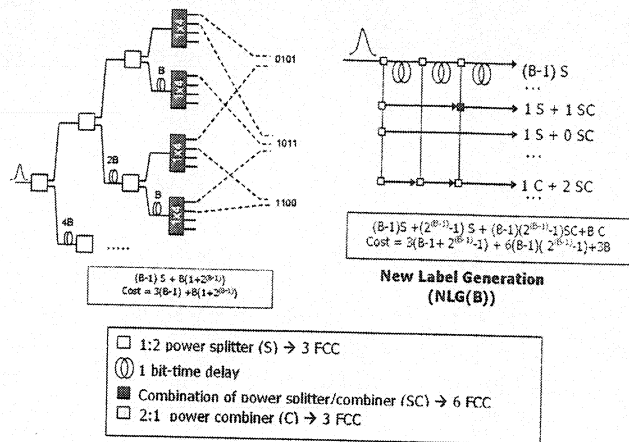 B
0101
2B
1011
B
1100
4B
.....
(B-1) S + B(1+2^(B-1))
Cost = 3(B-1) +B(1+2^(B-1))
(B-1) S
...
1 S + 1 SC
1 S + 0 SC
...
1 C + 2 SC
...
(B-1)S +(2^(B-1)-1) S + (B-1)(2^(B-1)-1)SC+B C
Cost = 3(B-1+ 2^(B-1)-1) + 6(B-1)( 2^(B-1)-1)+3B
New Label Generation
(NLG(B))
1:2 power splitter (S) → 3 FCC
1 bit-time delay
Combination of power splitter/combiner (SC) → 6 FCC
2:1 power combiner (C) → 3 FCC